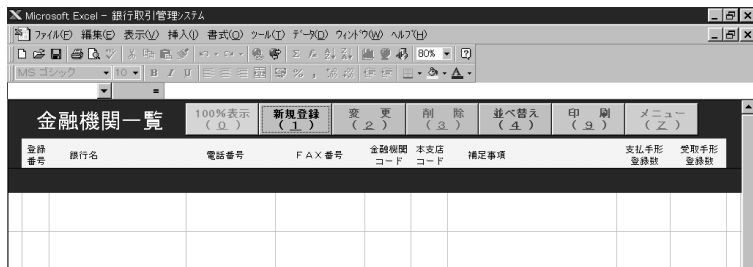 Microsoft Excel - 銀行取引管理システム
ファイル(F) 編集(E) 表示(V) 挿入(I) 書式(O) ツール(T) データ(D) ウィンドウ(W) ヘルプ(H)
80%
MS ゴシック 10 B I U
=
金融機関一覧 100%表示 (0) 新規登録 (1) 変 更 (2) 削 除 (3) 並べ替え (4) 印 刷 (9) メニュー (Z)
登録番号 銀行名 電話番号 FAX番号 金融機関コード 本支店コード 補足事項 支払手形登録数 受取手形登録数